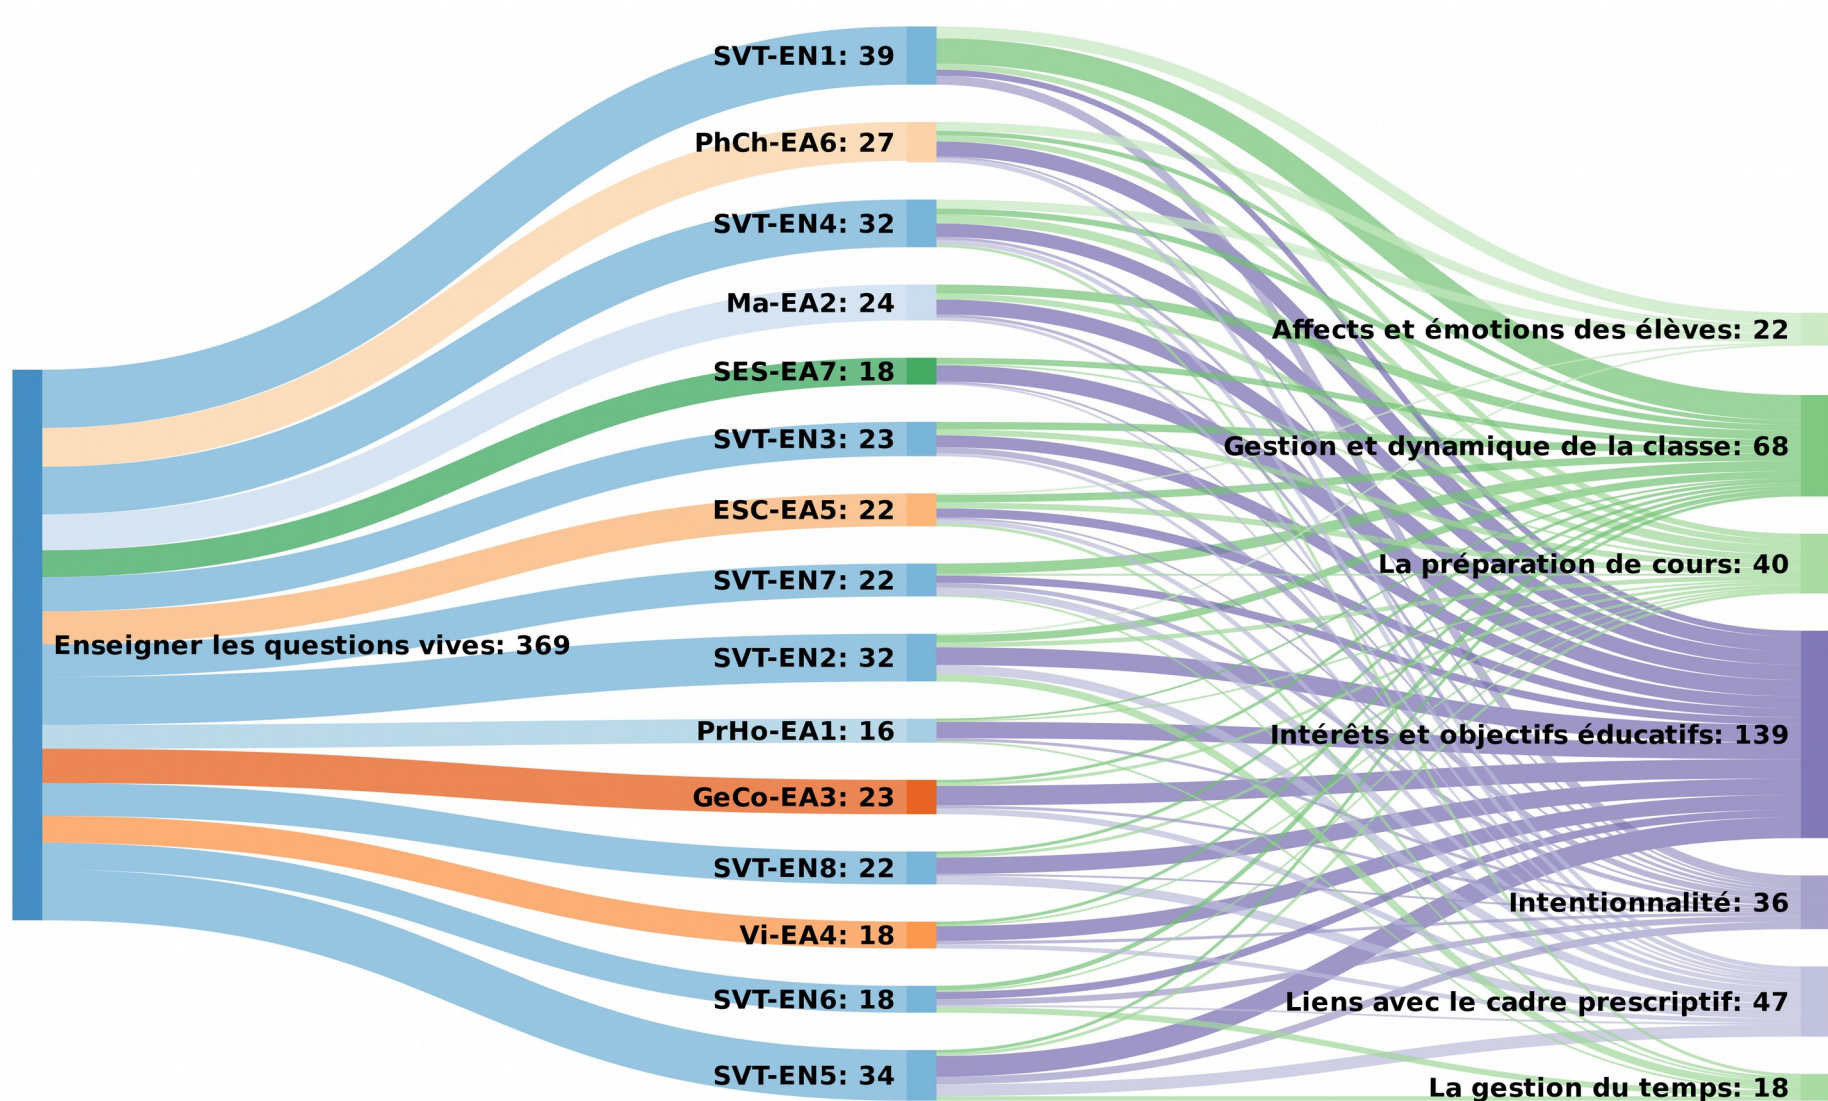 Enseigner les questions vives: 369
SVT-EN1: 39
PhCh-EA6: 27
SVT-EN4: 32
Ma-EA2: 24
SES-EA7: 18
SVT-EN3: 23
ESC-EA5: 22
SVT-EN7: 22
SVT-EN2: 32
PrHo-EA1: 16
GeCo-EA3: 23
SVT-EN8: 22
Vi-EA4: 18
SVT-EN6: 18
SVT-EN5: 34
Affects et émotions des élèves: 22
Gestion et dynamique de la classe: 68
La préparation de cours: 40
Intérêts et objectifs éducatifs: 139
Intentionnalité: 36
Liens avec le cadre prescriptif: 47
La gestion du temps: 18